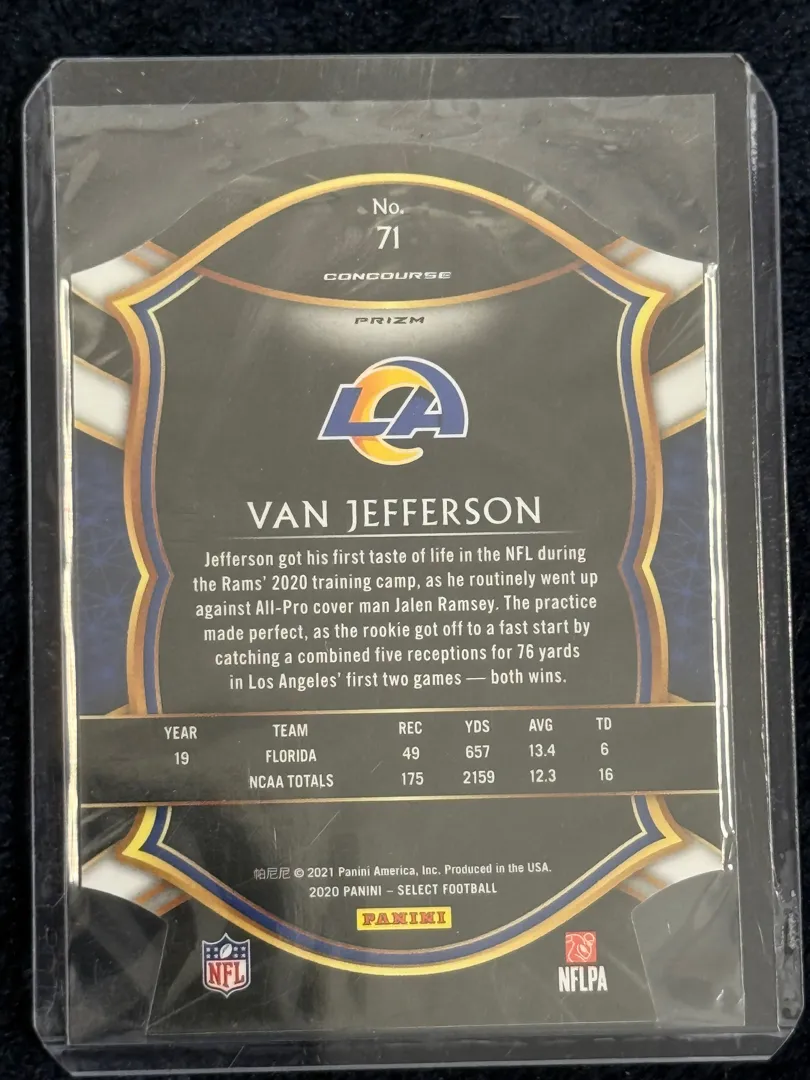 No.
71
CONCOURSE
PRIZM
LA
VAN JEFFERSON
Jefferson got his first taste of life in the NFL during
the Rams' 2020 training camp, as he routinely went up
against All-Pro cover man Jalen Ramsey. The practice
made perfect, as the rookie got off to a fast start by
catching a combined five receptions for 76 yards
in Los Angeles' first two games — both wins.
YEAR TEAM REC YDS AVG TD
19 FLORIDA 49 657 13.4 6
NCAA TOTALS 175 2159 12.3 16
帕尼尼 © 2021 Panini America, Inc. Produced in the USA.
2020 PANINI – SELECT FOOTBALL
PANINI
NFL
NFLPA